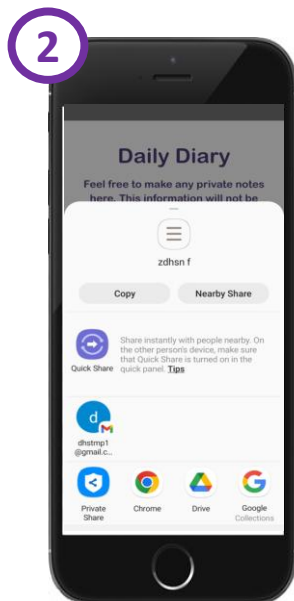 2
Daily Diary
Feel free to make any private notes
here. This information will not be
zdhsn f
Copy
Nearby Share
Quick Share
Share instantly with people nearby. On
the other person's device, make sure
that Quick Share is turned on in the
quick panel. Tips
d
dhstmp1
@gmail.c...
Private
Share
Chrome
Drive
Google
Collections